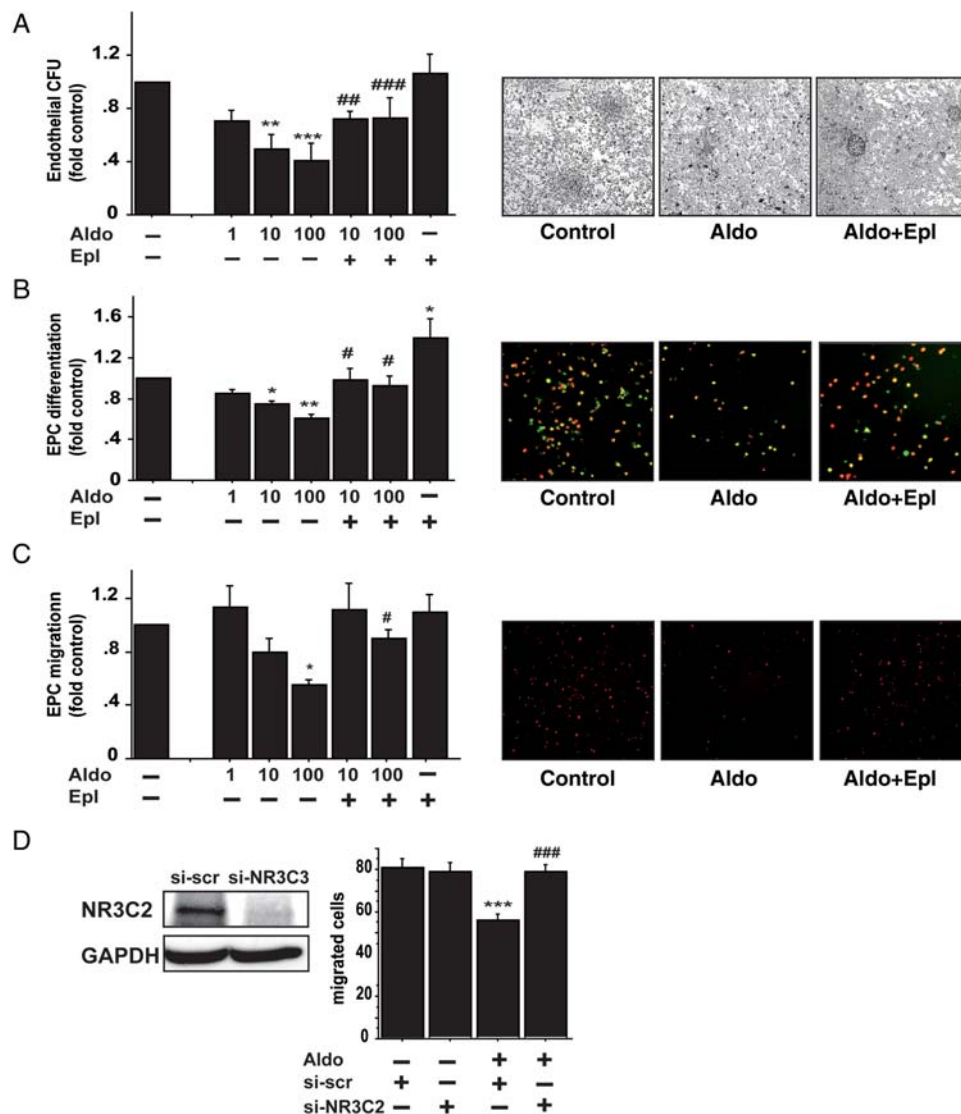 A
Endothelial CFU
(fold control)
1.2
.8
.4
0
** *** ## ###
Aldo – 1 10 100 10 100 –
Epl – – – – + + +
Control Aldo Aldo+Epl
B
EPC differentiation
(fold control)
1.6
1.2
.8
.4
0
* ** # # *
Aldo – 1 10 100 10 100 –
Epl – – – – + + +
Control Aldo Aldo+Epl
C
EPC migrationn
(fold control)
1.2
.8
.4
0
* #
Aldo – 1 10 100 10 100 –
Epl – – – – + + +
Control Aldo Aldo+Epl
D
si-scr si-NR3C3
NR3C2
GAPDH
migrated cells
80
60
40
20
0
*** ###
Aldo – – + +
si-scr + – + –
si-NR3C2 – + – +